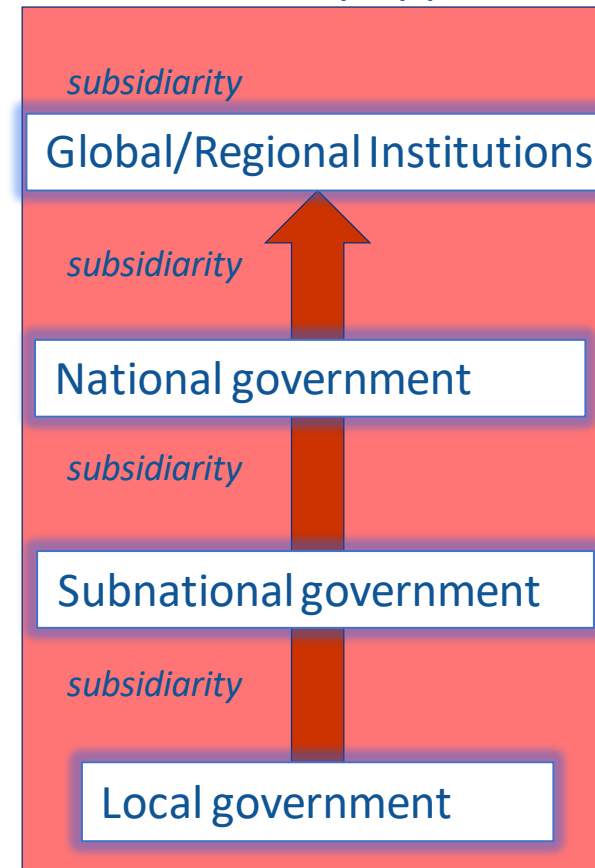 subsidiarity
Global/Regional Institutions
subsidiarity
National government
subsidiarity
Subnational government
subsidiarity
Local government